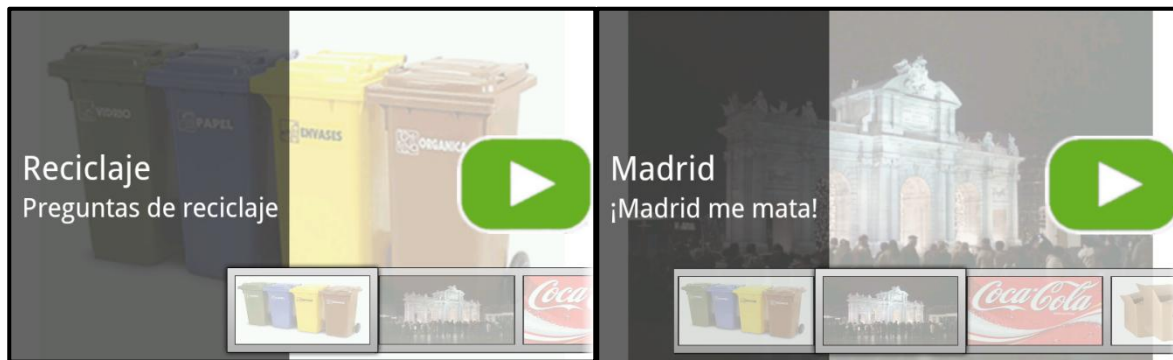 VIDRIO
PAPEL
ENVASES
ORGANICA
Reciclaje
Preguntas de reciclaje
Coca
Madrid
¡Madrid me mata!
Coca-Cola